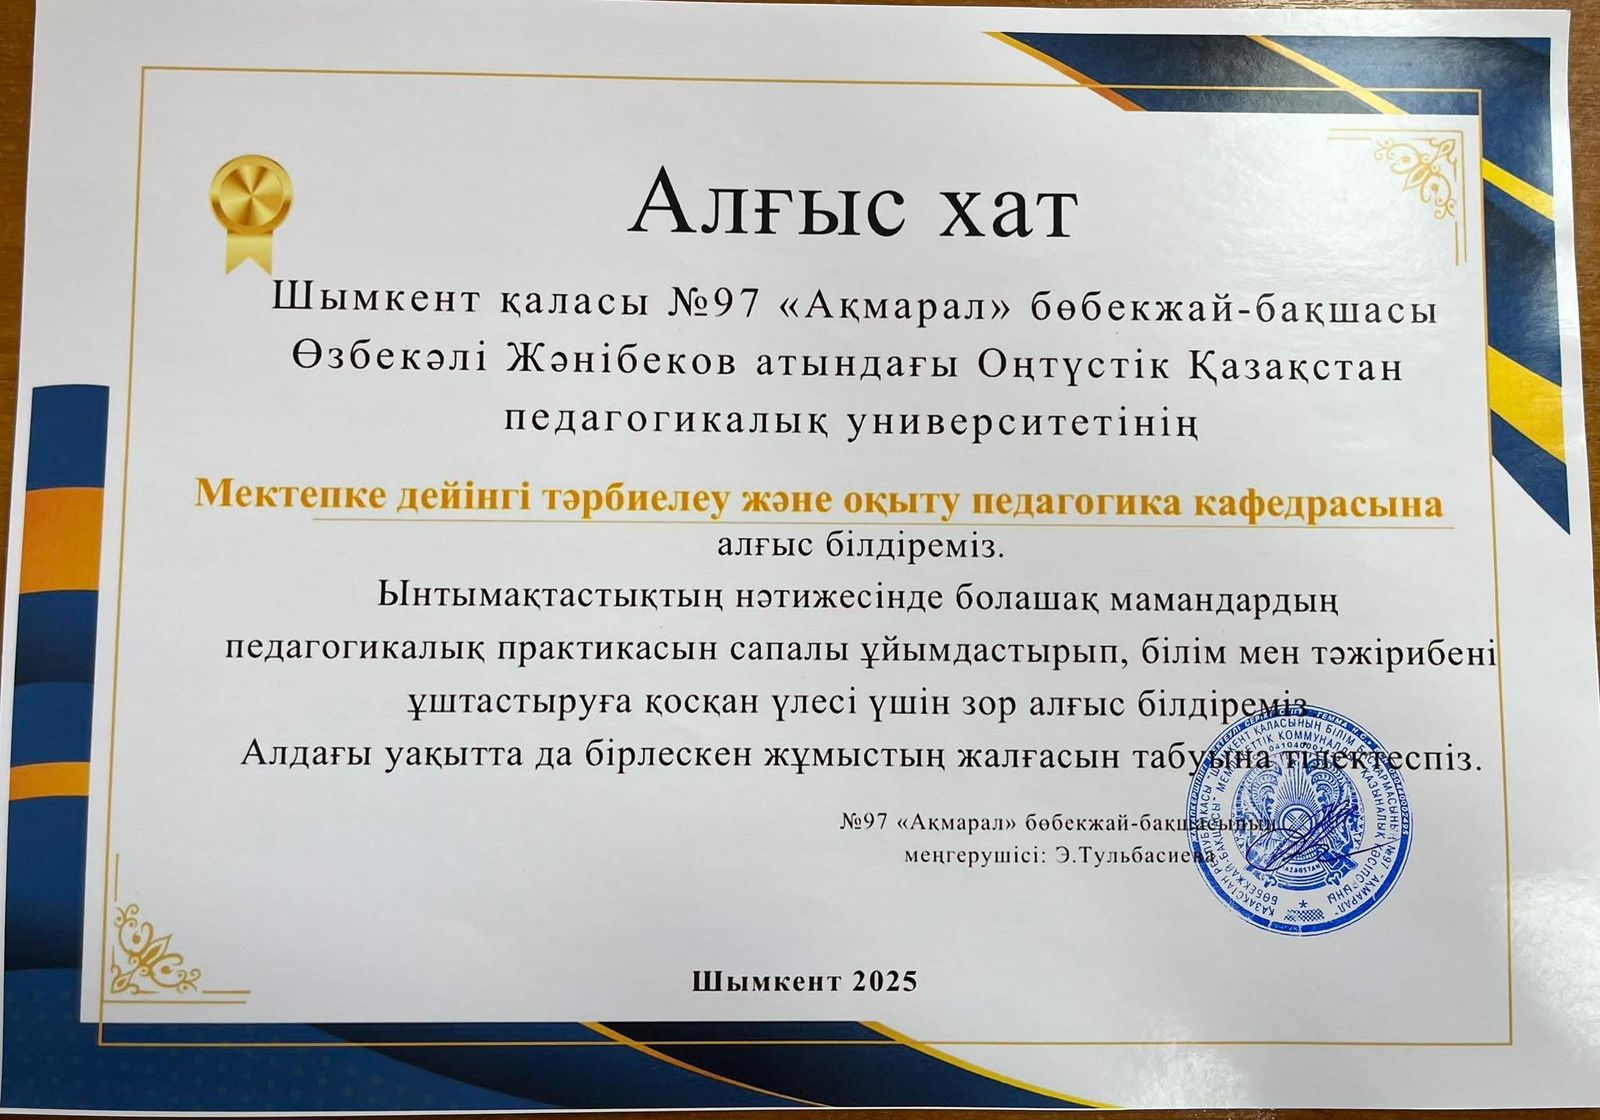 Алғыс хат
Шымкент қаласы №97 «Ақмарал» бөбекжай-бақшасы
Өзбекәлі Жәнібеков атындағы Оңтүстік Қазақстан
педагогикалық университетінің
Мектепке дейінгі тәрбиелеу және оқыту педагогика кафедрасына
алғыс білдіреміз.
Ынтымақтастықтың нәтижесінде болашақ мамандардың
педагогикалық практикасын сапалы ұйымдастырып, білім мен тәжірибені
ұштастыруға қосқан үлесі үшін зор алғыс білдіреміз
Алдағы уақытта да бірлескен жұмыстың жалғасын табуына тілектеспіз.
№97 «Ақмарал» бөбекжай-бақшасының
меңгерушісі: Э.Тульбасиева
Шымкент 2025